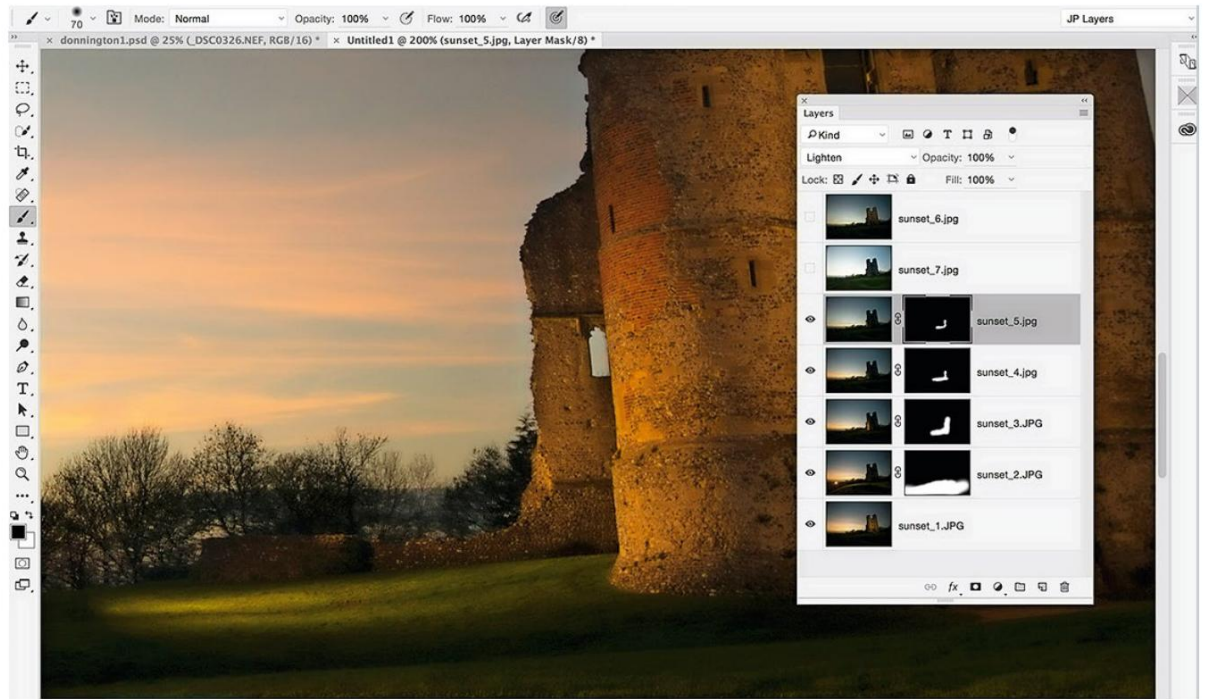 70 Mode: Normal Opacity: 100% Flow: 100% JP Layers
× donnington1.psd @ 25% (_DSC0326.NEF, RGB/16) * × Untitled1 @ 200% (sunset_5.jpg, Layer Mask/8) *
Layers
Kind
Lighten Opacity: 100%
Lock: Fill: 100%
sunset_6.jpg
sunset_7.jpg
sunset_5.jpg
sunset_4.jpg
sunset_3.JPG
sunset_2.JPG
sunset_1.JPG
fx